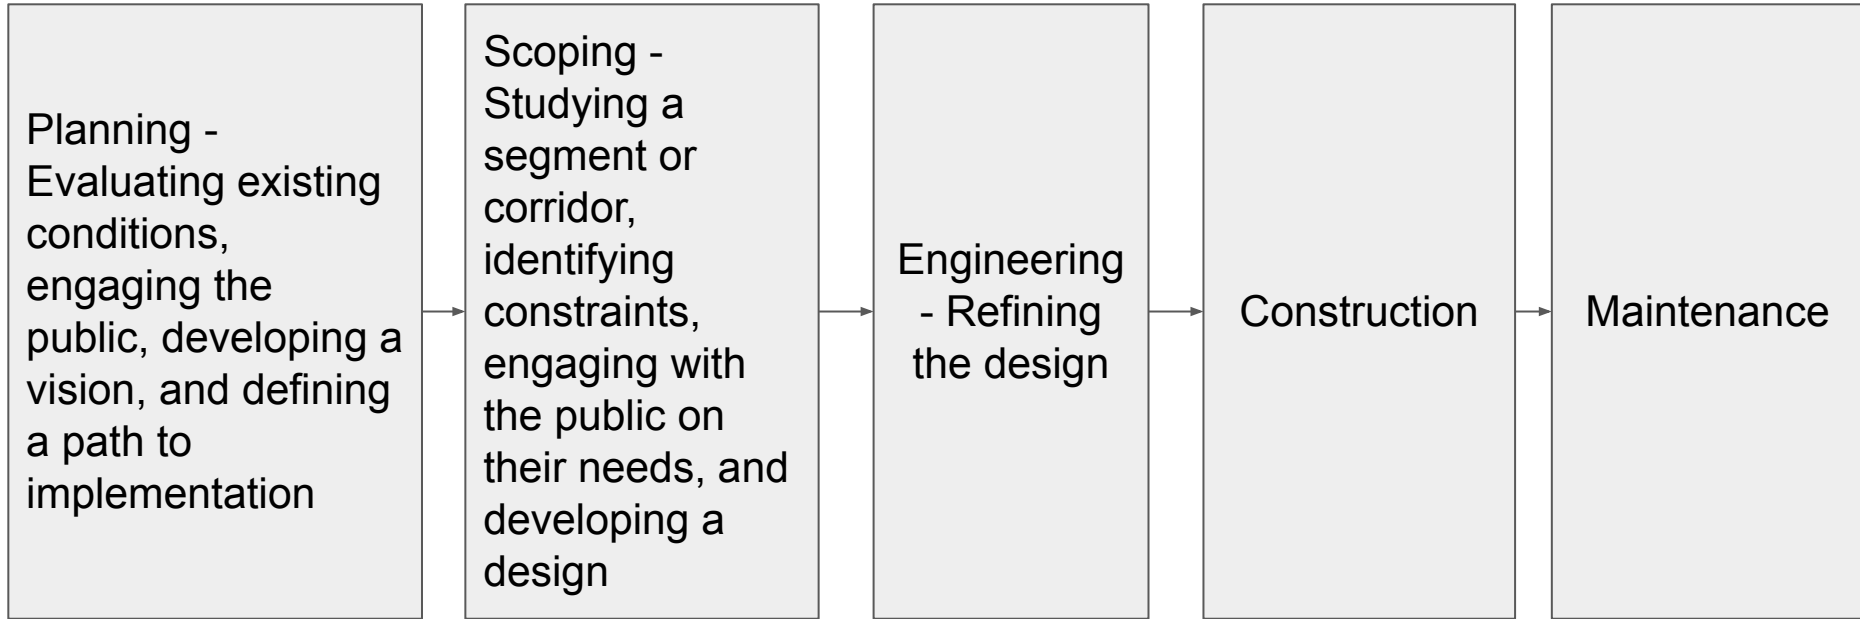 Planning -
Evaluating existing
conditions,
engaging the
public, developing a
vision, and defining
a path to
implementation
Scoping -
Studying a
segment or
corridor,
identifying
constraints,
engaging with
the public on
their needs, and
developing a
design
Engineering
- Refining
the design
Construction
Maintenance